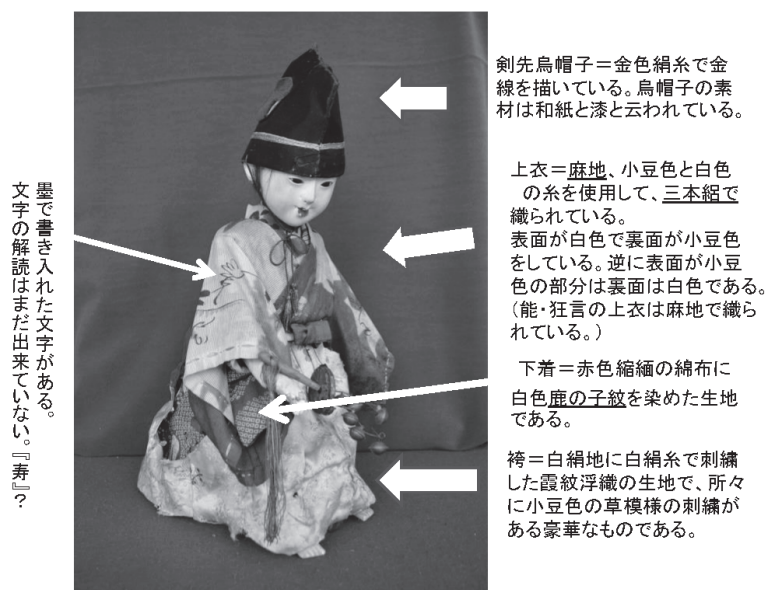 剣先烏帽子＝金色絹糸で金
線を描いている。烏帽子の素
材は和紙と漆と云われている。
上衣＝麻地、小豆色と白色
の糸を使用して、三本絽で
織られている。
表面が白色で裏面が小豆色
をしている。逆に表面が小豆
色の部分は裏面は白色である。
（能・狂言の上衣は麻地で織ら
れている。）
下着＝赤色縮緬の綿布に
白色鹿の子紋を染めた生地
である。
袴＝白絹地に白絹糸で刺繍
した霞紋浮織の生地で、所々
に小豆色の草模様の刺繍が
ある豪華なものである。
墨で書き入れた文字がある。
文字の解読はまだ出来ていない。『寿』？